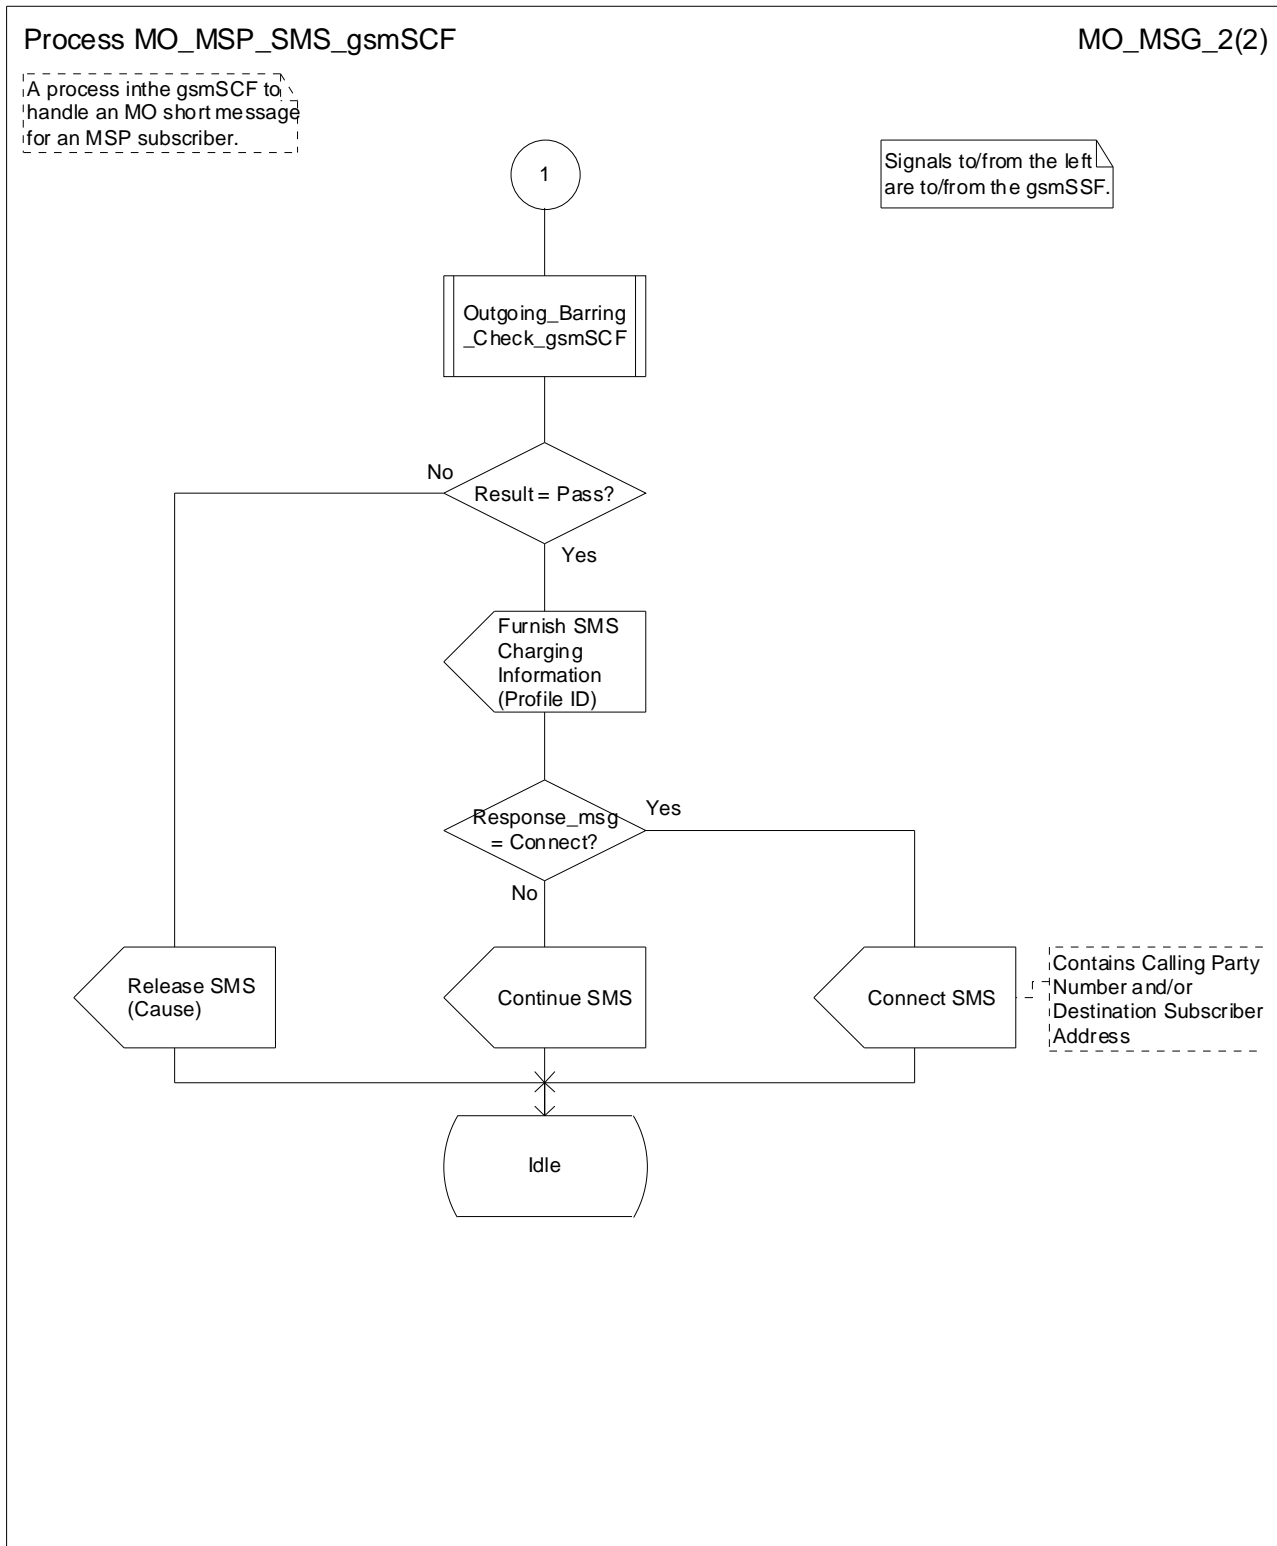 Process MO_MSP_SMS_gsmSCF
MO_MSG_2(2)
A process inthe gsmSCF to
handle an MO short message
for an MSP subscriber.
Signals to/from the left
are to/from the gsmSSF.
1
Outgoing_Barring
_Check_gsmSCF
No
Result = Pass?
Yes
Furnish SMS
Charging
Information
(Profile ID)
Response_msg
= Connect?
Yes
No
Release SMS
(Cause)
Continue SMS
Connect SMS
Contains Calling Party
Number and/or
Destination Subscriber
Address
Idle